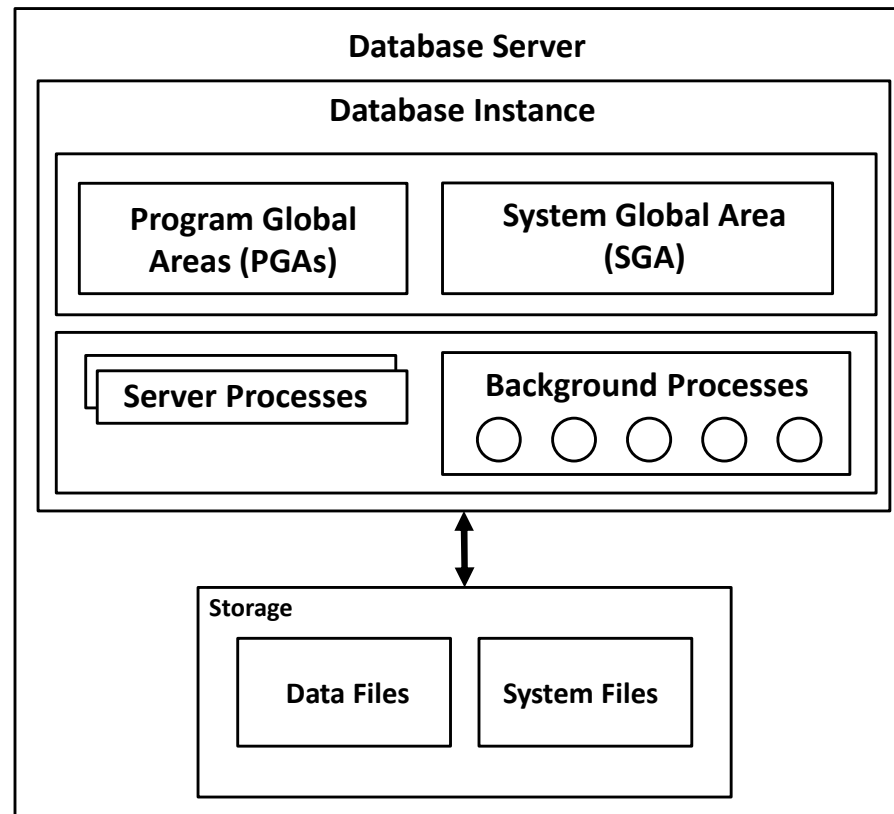 Database Server
Database Instance
Program Global
Areas (PGAs)
System Global Area
(SGA)
Server Processes
Background Processes
Storage
Data Files
System Files